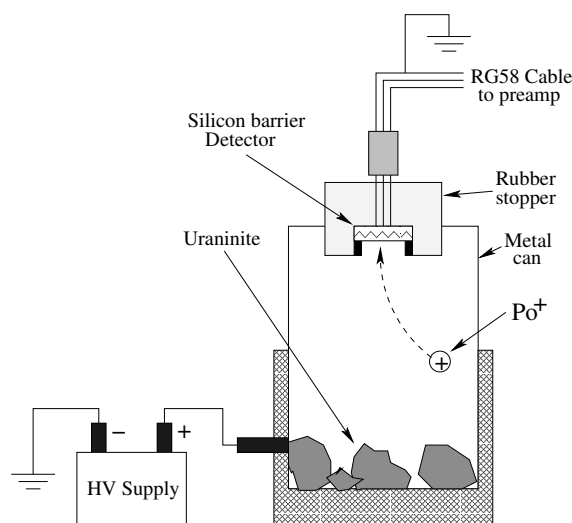 RG58 Cable
to preamp
Silicon barrier
Detector
Rubber
stopper
Uraninite
Metal
can
Po+
+
− +
HV Supply